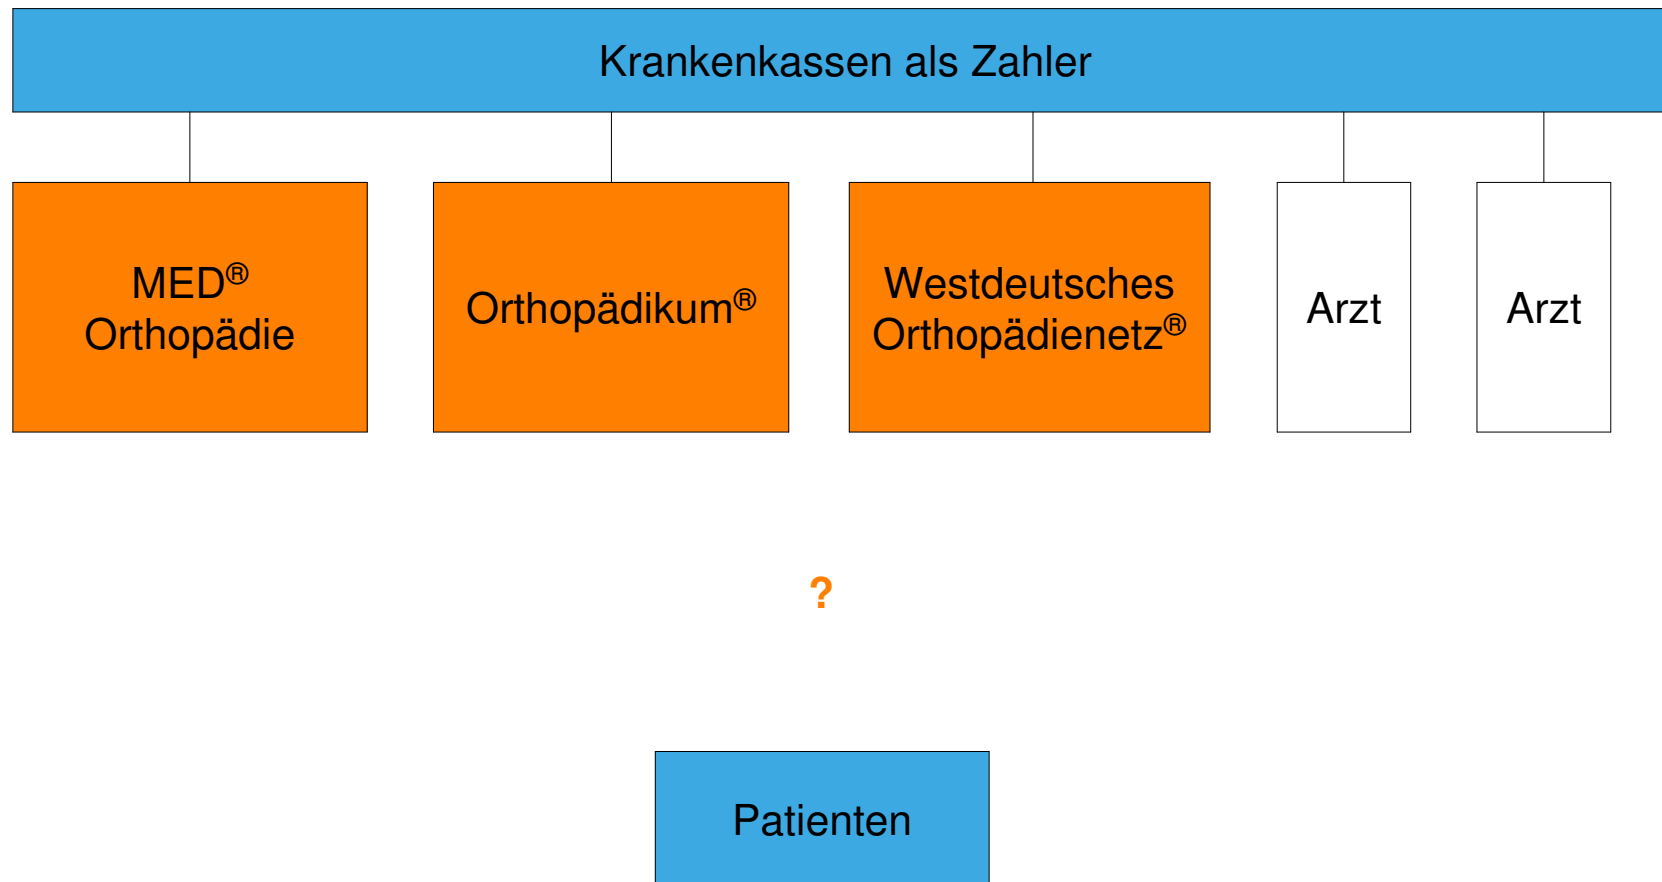 Krankenkassen als Zahler
MED®
Orthopädie
Orthopädikum®
Westdeutsches
Orthopädienetz®
Arzt
Arzt
?
Patienten